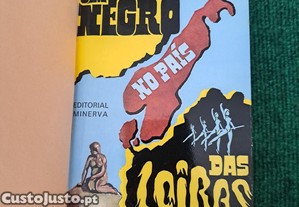 NEGRO
NO PAÍS
EDITORIAL
MINERVA
DAS
LOIRAS
CustoJusto.pt